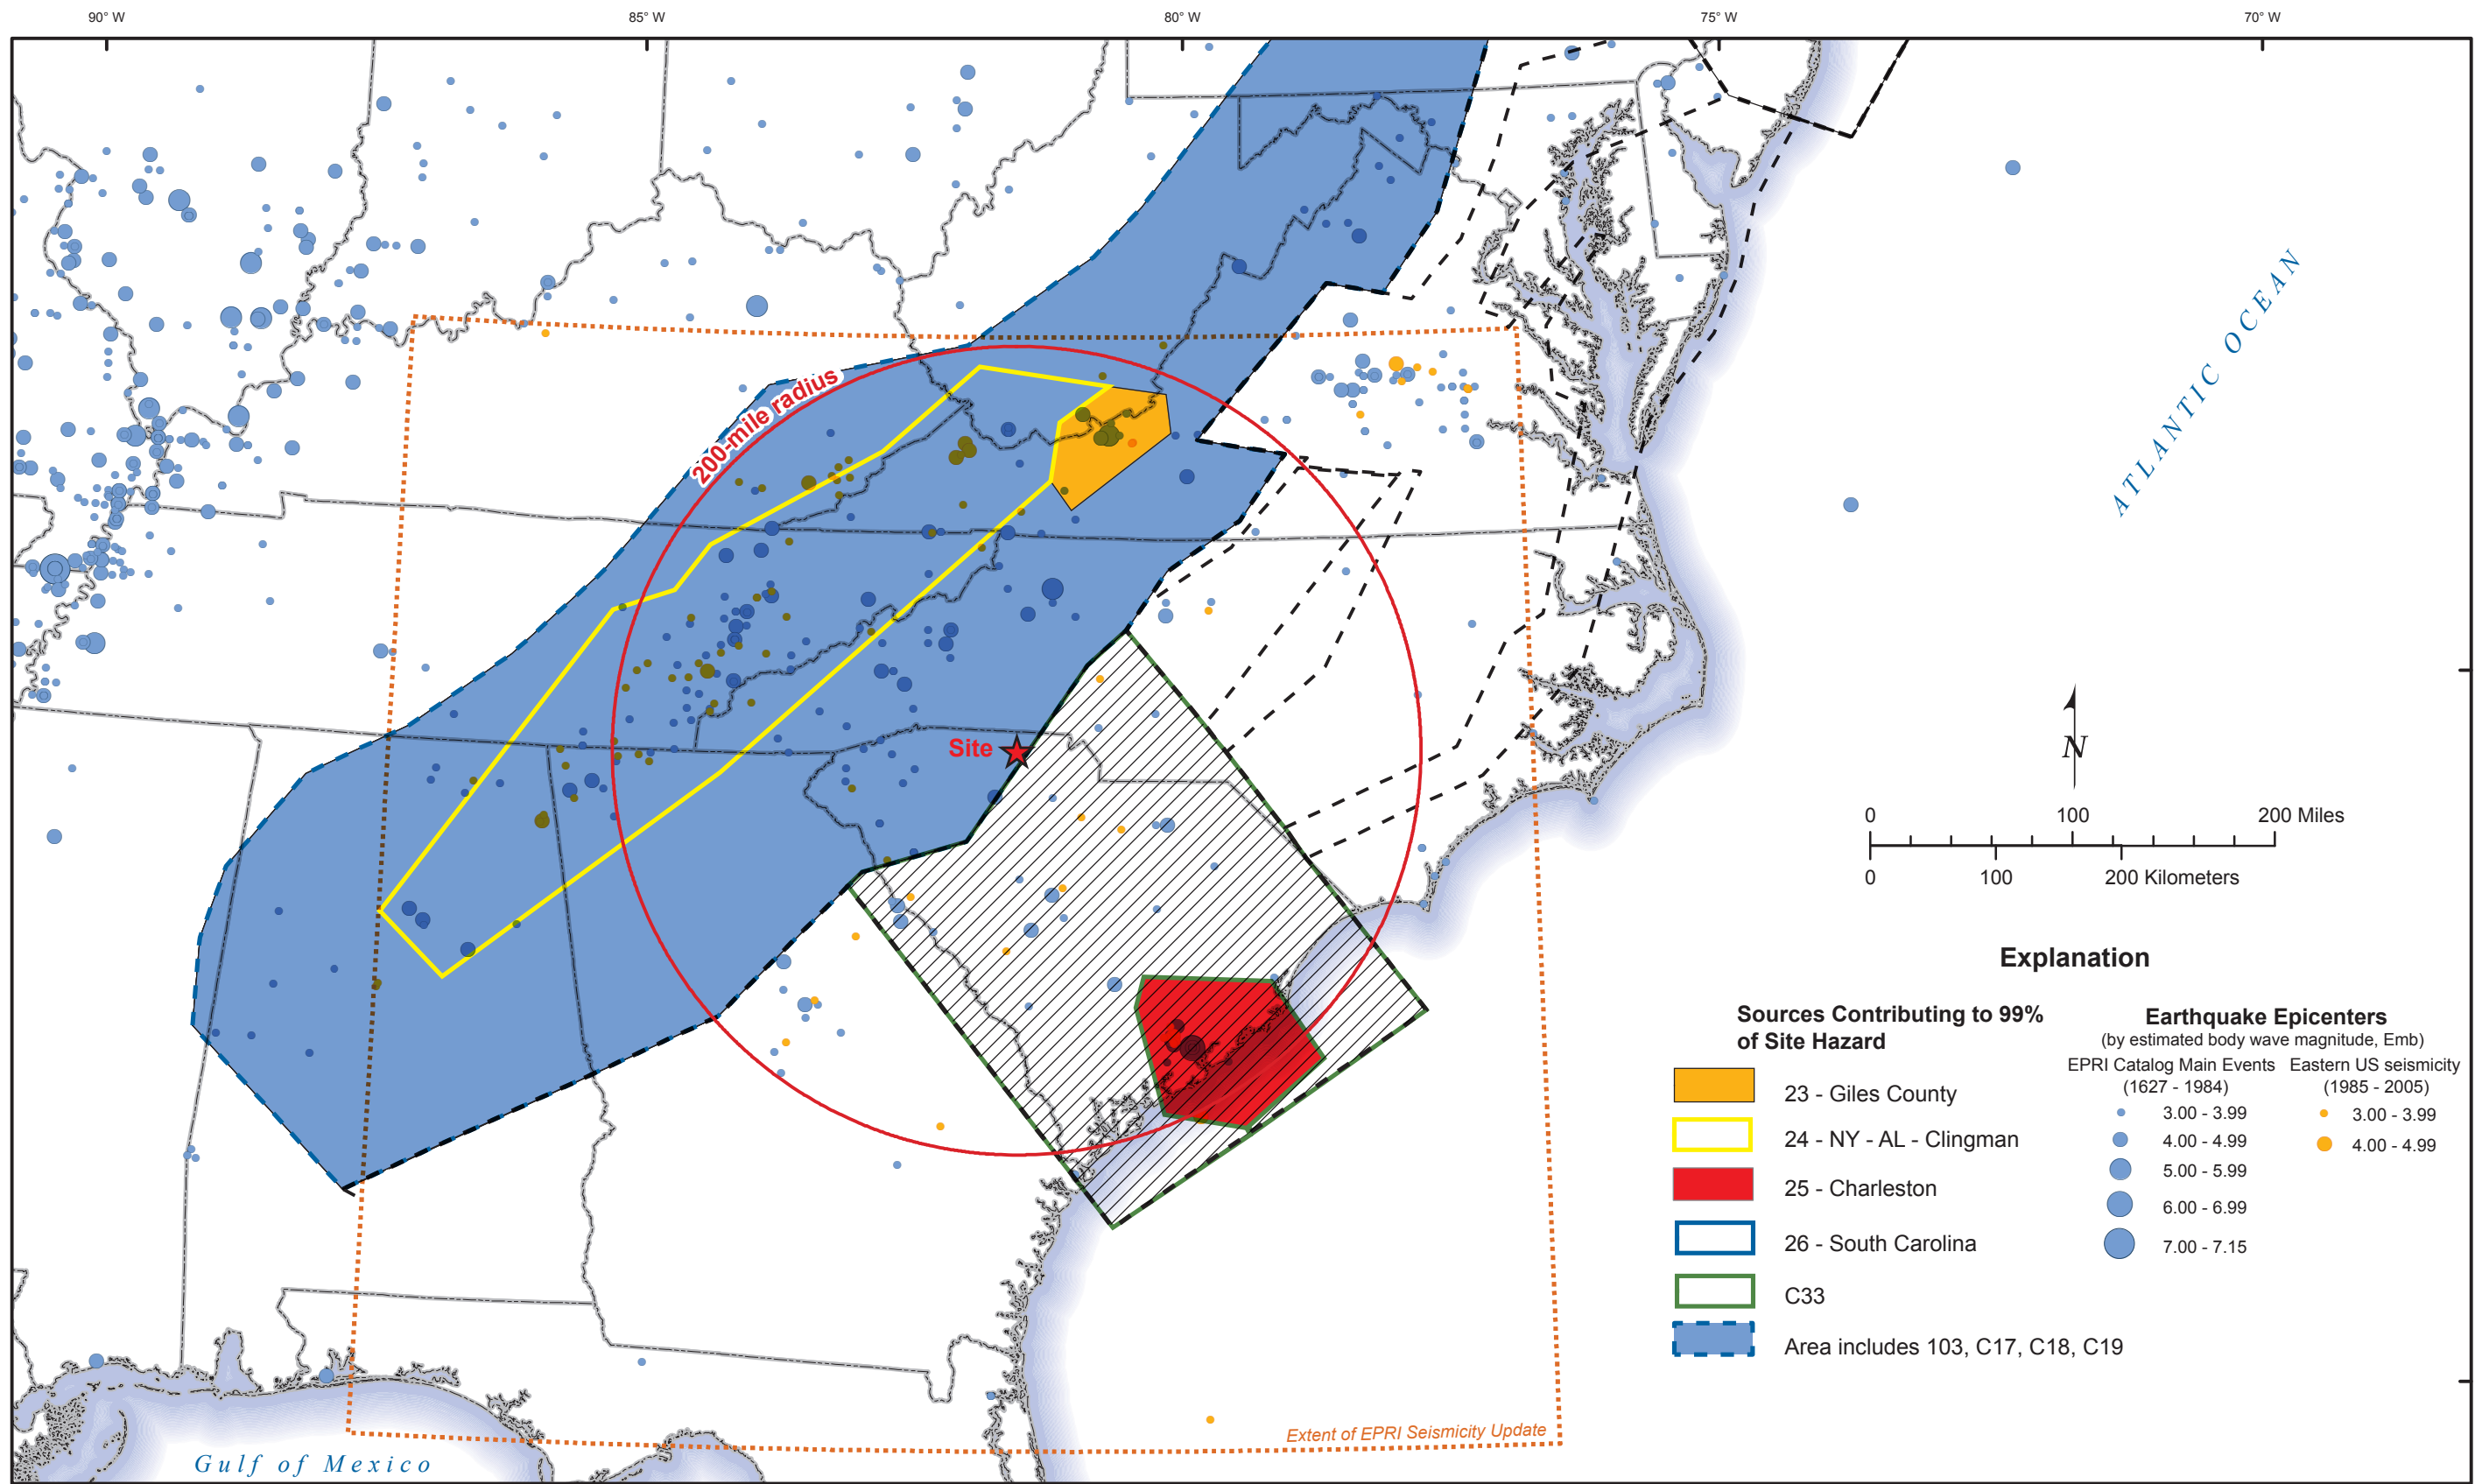 90° W
85° W
80° W
75° W
70° W
200-mile radius
Site
ATLANTIC OCEAN
N
0 100 200 Miles
0 100 200 Kilometers
Explanation
Sources Contributing to 99%
of Site Hazard
23 - Giles County
24 - NY - AL - Clingman
25 - Charleston
26 - South Carolina
C33
Area includes 103, C17, C18, C19
Earthquake Epicenters
(by estimated body wave magnitude, Emb)
EPRI Catalog Main Events
(1627 - 1984)
3.00 - 3.99
4.00 - 4.99
5.00 - 5.99
6.00 - 6.99
7.00 - 7.15
Eastern US seismicity
(1985 - 2005)
3.00 - 3.99
4.00 - 4.99
Extent of EPRI Seismicity Update
Gulf of Mexico